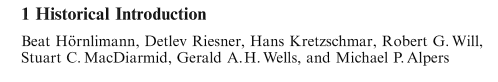 1 Historical Introduction
Beat Hörnlimann, Detlev Riesner, Hans Kretzschmar, Robert G. Will,
Stuart C. MacDiarmid, Gerald A. H. Wells, and Michael P. Alpers